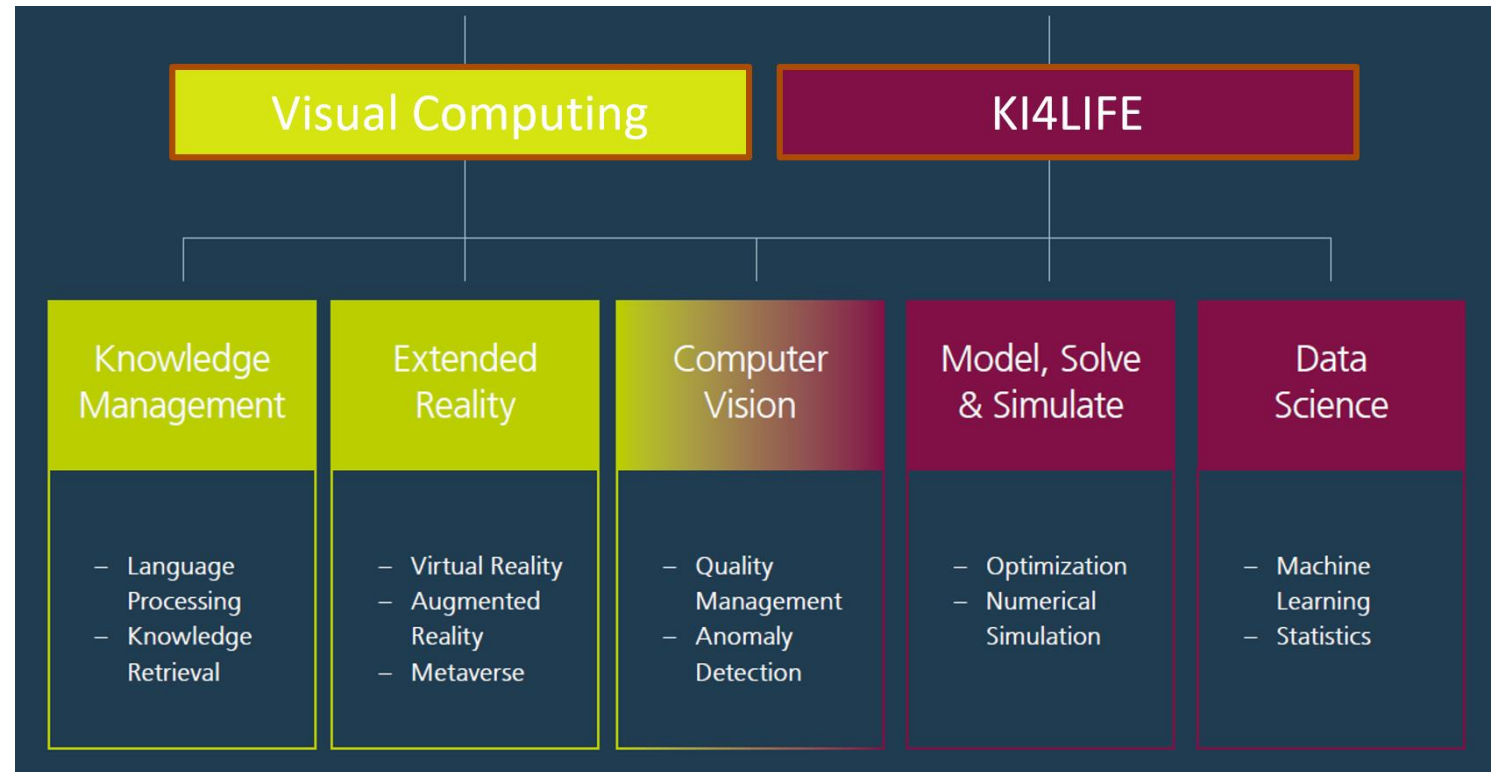 Visual Computing
KI4LIFE
Knowledge
Management
Extended
Reality
Computer
Vision
Model, Solve
& Simulate
Data
Science
– Language
Processing
– Knowledge
Retrieval
– Virtual Reality
– Augmented
Reality
– Metaverse
– Quality
Management
– Anomaly
Detection
– Optimization
– Numerical
Simulation
– Machine
Learning
– Statistics